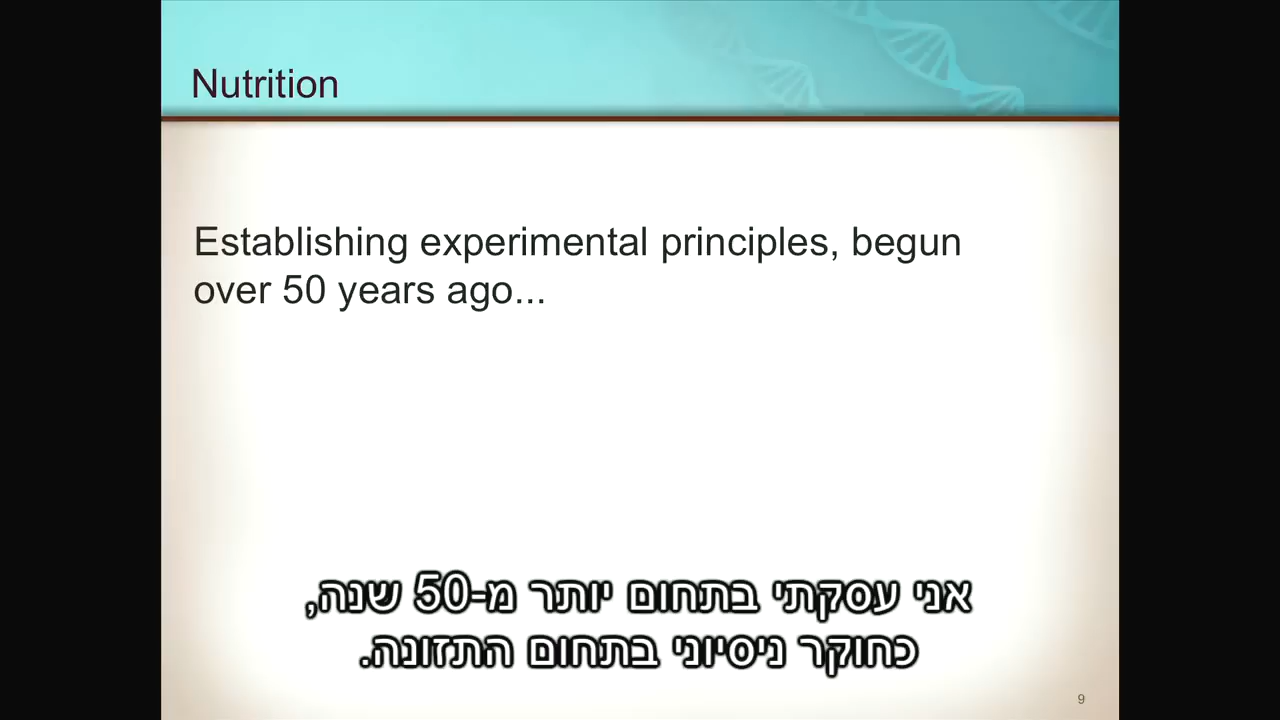 Nutrition
Establishing experimental principles, begun
over 50 years ago...
אני עסקתי בתחום יותר מ-50 שנה,
כחוקר ניסיוני בתחום התזונה.
9